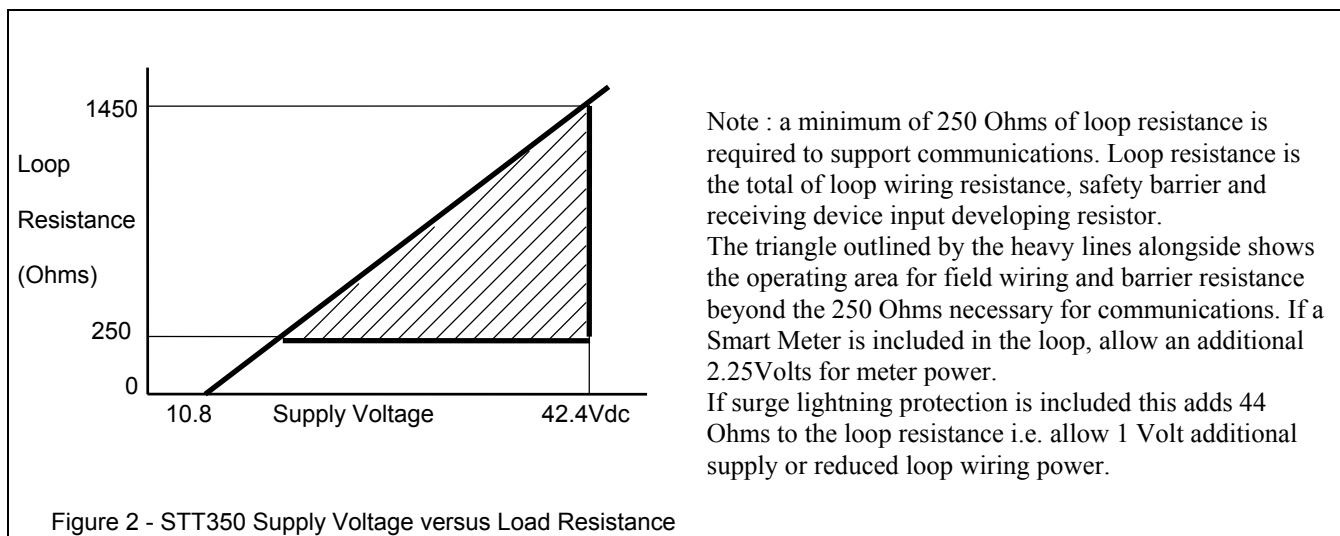 1450
Loop
Resistance
(Ohms)
250
0
10.8 Supply Voltage 42.4Vdc
Note : a minimum of 250 Ohms of loop resistance is
required to support communications. Loop resistance is
the total of loop wiring resistance, safety barrier and
receiving device input developing resistor.
The triangle outlined by the heavy lines alongside shows
the operating area for field wiring and barrier resistance
beyond the 250 Ohms necessary for communications. If a
Smart Meter is included in the loop, allow an additional
2.25Volts for meter power.
If surge lightning protection is included this adds 44
Ohms to the loop resistance i.e. allow 1 Volt additional
supply or reduced loop wiring power.
Figure 2 - STT350 Supply Voltage versus Load Resistance